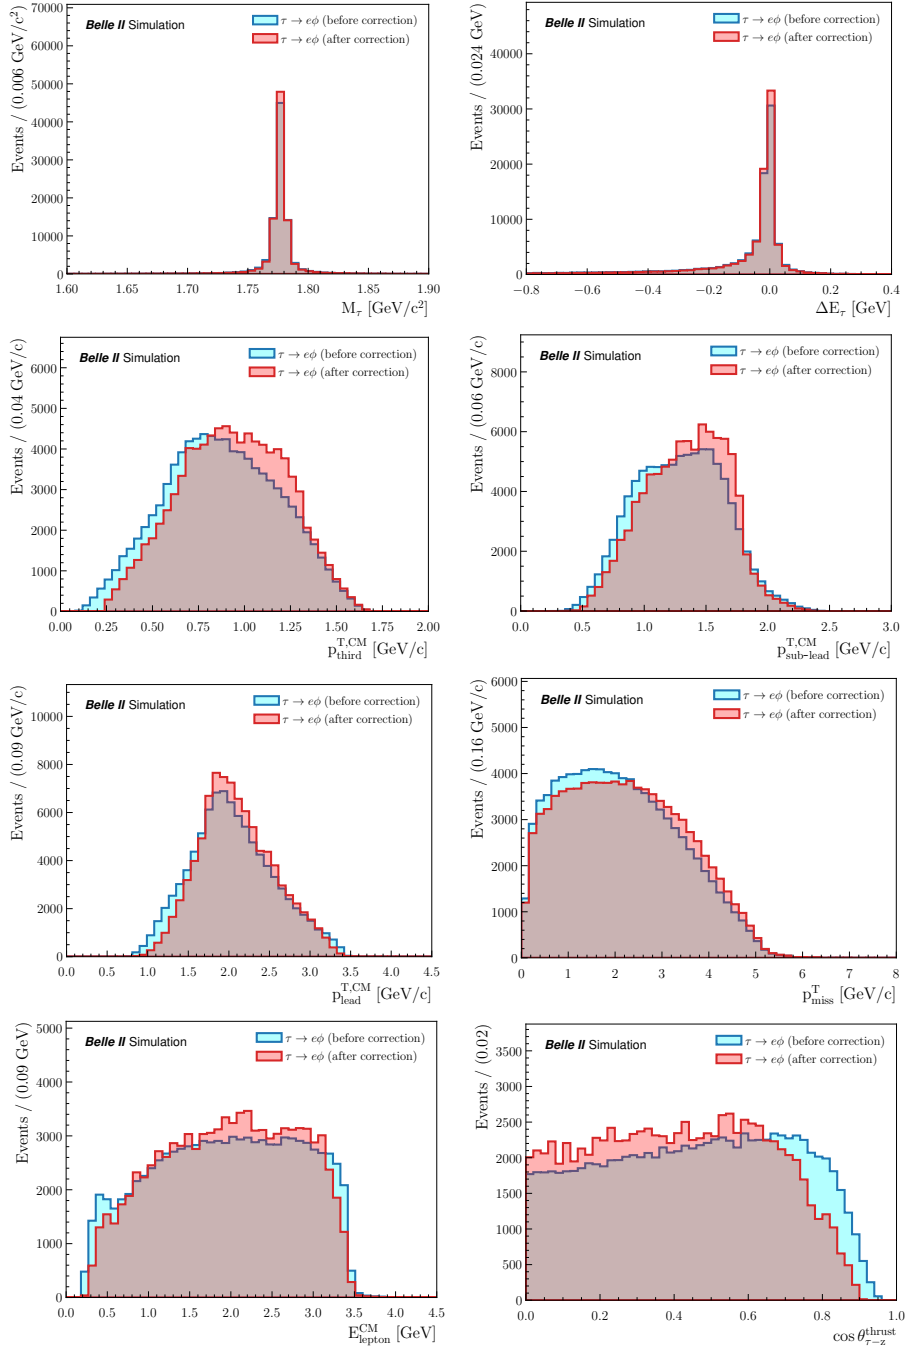 Events / (0.006 GeV/c²)
70000
60000
50000
40000
30000
20000
10000
0
Belle II Simulation
τ → eϕ (before correction)
τ → eϕ (after correction)
1.60 1.65 1.70 1.75 1.80 1.85 1.90
M_τ [GeV/c²]
Events / (0.024 GeV)
40000
30000
20000
10000
0
Belle II Simulation
τ → eϕ (before correction)
τ → eϕ (after correction)
−0.8 −0.6 −0.4 −0.2 0.0 0.2 0.4
ΔE_τ [GeV]
Events / (0.04 GeV/c)
6000
5000
4000
3000
2000
1000
0
Belle II Simulation
τ → eϕ (before correction)
τ → eϕ (after correction)
0.00 0.25 0.50 0.75 1.00 1.25 1.50 1.75 2.00
p_third^T,CM [GeV/c]
Events / (0.06 GeV/c)
8000
6000
4000
2000
0
Belle II Simulation
τ → eϕ (before correction)
τ → eϕ (after correction)
0.0 0.5 1.0 1.5 2.0 2.5 3.0
p_sub-lead^T,CM [GeV/c]
Events / (0.09 GeV/c)
10000
8000
6000
4000
2000
0
Belle II Simulation
τ → eϕ (before correction)
τ → eϕ (after correction)
0.0 0.5 1.0 1.5 2.0 2.5 3.0 3.5 4.0 4.5
p_lead^T,CM [GeV/c]
Events / (0.16 GeV/c)
6000
5000
4000
3000
2000
1000
0
Belle II Simulation
τ → eϕ (before correction)
τ → eϕ (after correction)
0 1 2 3 4 5 6 7 8
p_miss^T [GeV/c]
Events / (0.09 GeV)
5000
4000
3000
2000
1000
0
Belle II Simulation
τ → eϕ (before correction)
τ → eϕ (after correction)
0.0 0.5 1.0 1.5 2.0 2.5 3.0 3.5 4.0 4.5
E_lepton^CM [GeV]
Events / (0.02)
3500
3000
2500
2000
1500
1000
500
0
Belle II Simulation
τ → eϕ (before correction)
τ → eϕ (after correction)
0.0 0.2 0.4 0.6 0.8 1.0
cos θ_τ−z^thrust